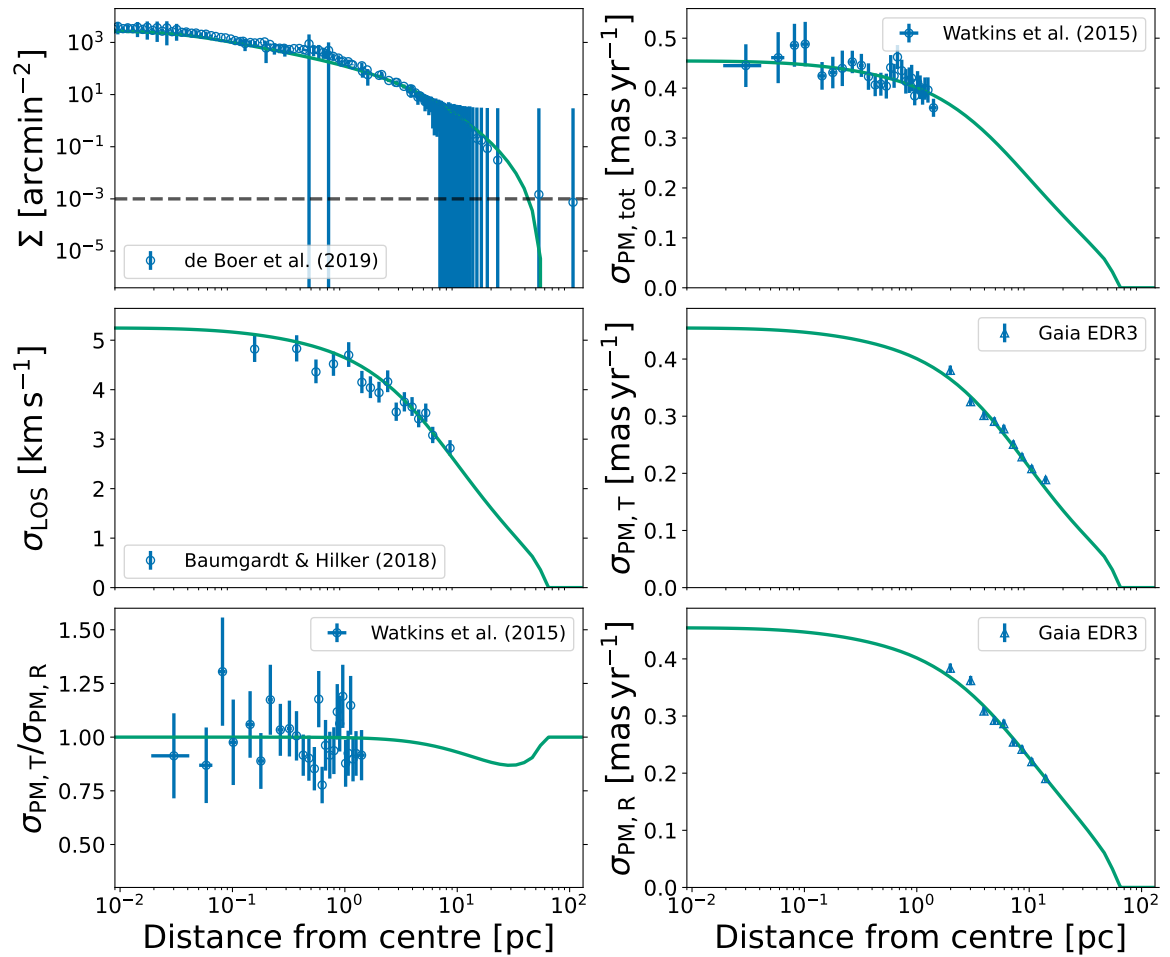 Σ [arcmin⁻²]
10³
10¹
10⁻¹
10⁻³
10⁻⁵
de Boer et al. (2019)
σ_PM, tot [mas yr⁻¹]
0.5
0.4
0.3
0.2
0.1
0.0
Watkins et al. (2015)
σ_LOS [km s⁻¹]
5
4
3
2
1
0
Baumgardt & Hilker (2018)
σ_PM, T [mas yr⁻¹]
0.4
0.3
0.2
0.1
0.0
Gaia EDR3
σ_PM, T/σ_PM, R
1.50
1.25
1.00
0.75
0.50
Watkins et al. (2015)
10⁻² 10⁻¹ 10⁰ 10¹ 10²
Distance from centre [pc]
σ_PM, R [mas yr⁻¹]
0.4
0.3
0.2
0.1
0.0
Gaia EDR3
10⁻² 10⁻¹ 10⁰ 10¹ 10²
Distance from centre [pc]